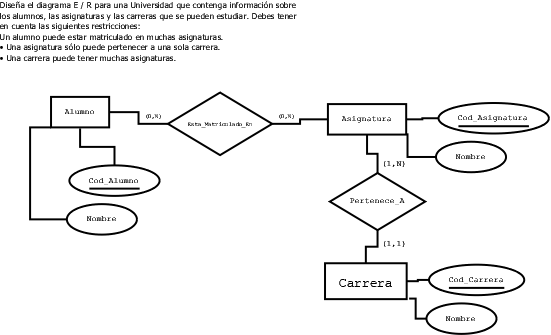 Diseña el diagrama E / R para una Universidad que contenga información sobre
los alumnos, las asignaturas y las carreras que se pueden estudiar. Debes tener
en cuenta las siguientes restricciones:
Un alumno puede estar matriculado en muchas asignaturas.
• Una asignatura sólo puede pertenecer a una sola carrera.
• Una carrera puede tener muchas asignaturas.
Alumno
(0,N)
Esta_Matriculado_En
(0,N)
Asignatura
Cod_Asignatura
Nombre
(1,N)
Cod_Alumno
Pertenece_A
Nombre
(1,1)
Carrera
Cod_Carrera
Nombre